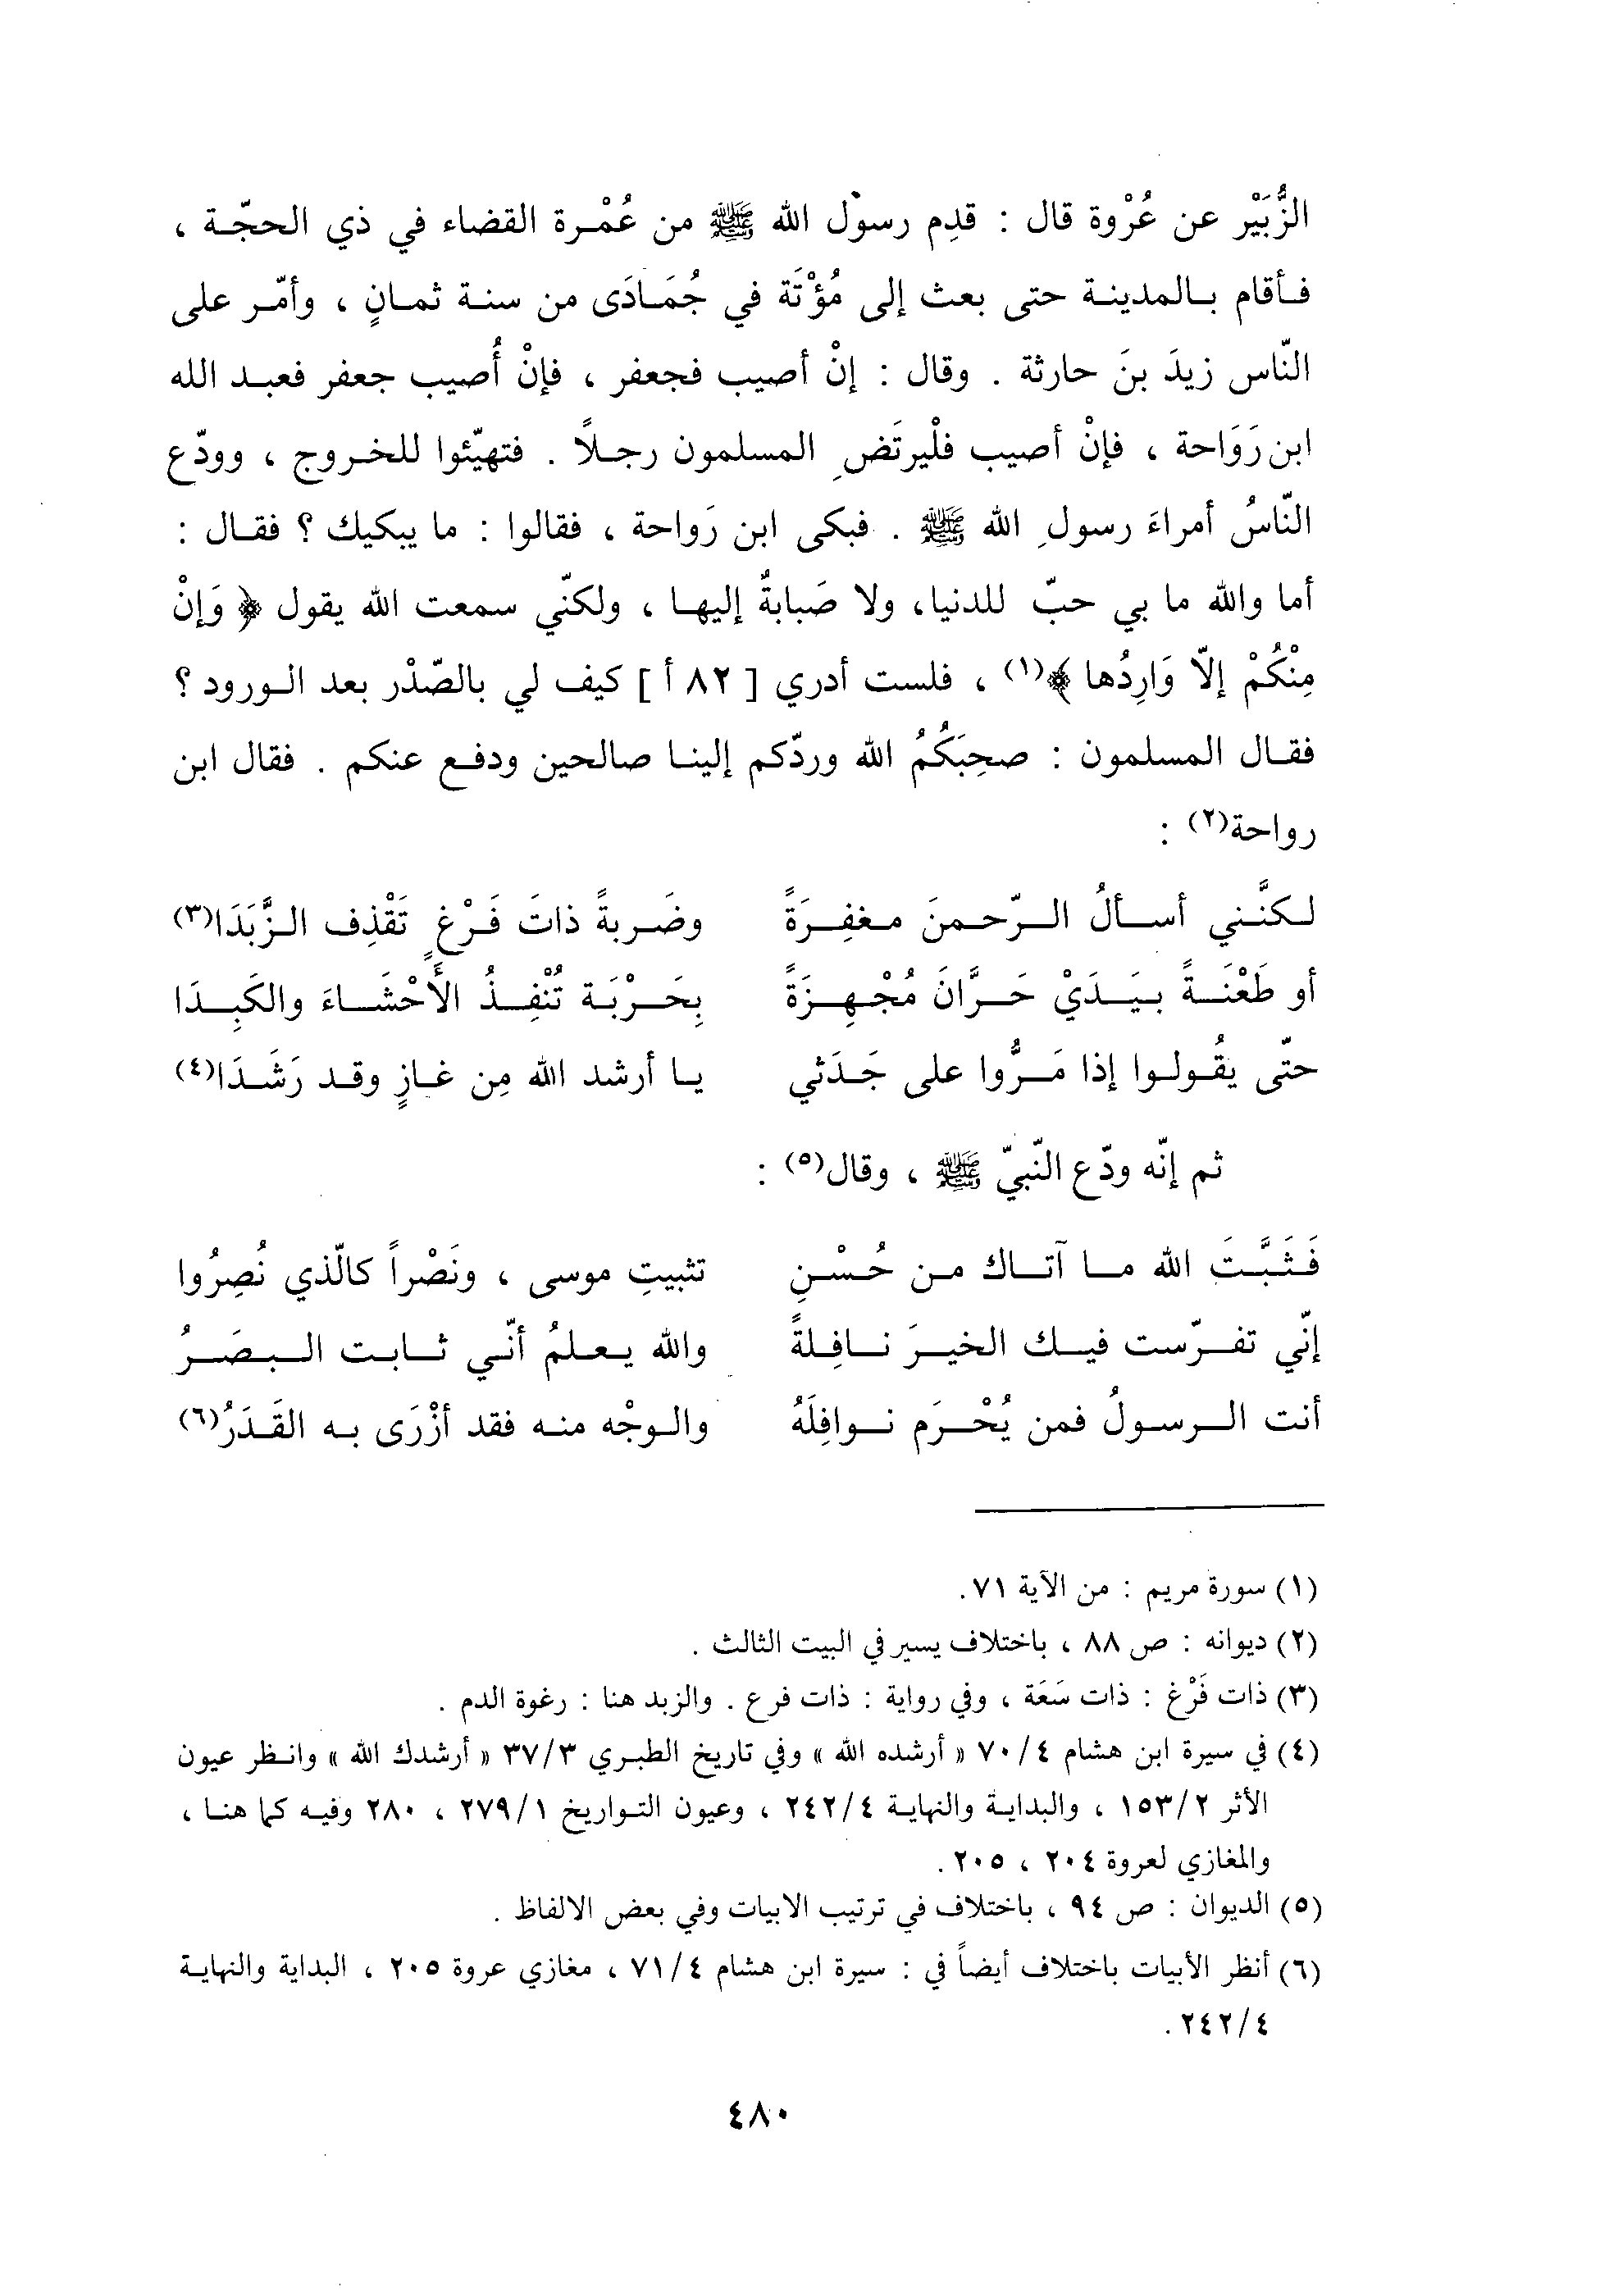 الزُّبَيْر عن عُرْوة قال : قدِم رسول الله ﷺ من عُمْرة القضاء في ذي الحجّة ،
فأقام بالمدينة حتى بعث إلى مُؤْتَة في جُمَادَى من سنة ثمانٍ ، وأمّر على
النّاس زيدَ بنَ حارثة . وقال : إنْ أصيب فجعفر ، فإنْ أُصيب جعفر فعبد الله
ابن رَوَاحة ، فإنْ أصيب فلْيرتَضِ المسلمون رجلاً . فتهيّئوا للخروج ، وودّع
النّاسُ أمراءَ رسولِ الله ﷺ . فبكى ابن رَواحة ، فقالوا : ما يبكيك ؟ فقال :
أما والله ما بي حبّ للدنيا، ولا صَبابةٌ إليها ، ولكنّي سمعت الله يقول ﴿ وَإنْ
مِنْكُمْ إلّا وَارِدُها ﴾(١) ، فلست أدري [ ٨٢ أ ] كيف لي بالصّدْر بعد الورود ؟
فقال المسلمون : صحِبَكُمُ الله وردّكم إلينا صالحين ودفع عنكم . فقال ابن
رواحة(٢) :
لكنَّني أسألُ الرّحمنَ مغفِرَةً وضَربةً ذاتَ فَرْغٍ تَقْذِف الزَّبَدَا(٣)
أو طَعْنَةً بيَدَيْ حَرَّانَ مُجْهِزَةً بِحَرْبَة تُنْفِذُ الأَحْشَاءَ والكَبِدَا
حتّى يقُولوا إذا مَرُّوا على جَدَثي يا أرشد الله مِن غازٍ وقد رَشَدَا(٤)
ثم إنّه ودّع النّبيّ ﷺ ، وقال(٥) :
فَثَبَّتَ الله ما آتاك من حُسْنِ تثبيتِ موسى ، ونَصْراً كالّذي نُصِرُوا
إنّي تفرّست فيك الخيرَ نافِلةً والله يعلمُ أنّي ثابت البصَرُ
أنت الرسولُ فمن يُحْرَم نوافِلَهُ والوجْه منه فقد أزْرَى به القَدَرُ(٦)
(١) سورة مريم : من الآية ٧١.
(٢) ديوانه : ص ٨٨ ، باختلاف يسير في البيت الثالث .
(٣) ذات فَرْغ : ذات سَعَة ، وفي رواية : ذات فرع . والزبد هنا : رغوة الدم .
(٤) في سيرة ابن هشام ٤/ ٧٠ « أرشده الله » وفي تاريخ الطبري ٣/ ٣٧ « أرشدك الله » وانظر عيون
الأثر ٢/ ١٥٣ ، والبداية والنهاية ٤/ ٢٤٢ ، وعيون التواريخ ١/ ٢٧٩ ، ٢٨٠ وفيه كما هنا ،
والمغازي لعروة ٢٠٤ ، ٢٠٥ .
(٥) الديوان : ص ٩٤ ، باختلاف في ترتيب الابيات وفي بعض الالفاظ .
(٦) أنظر الأبيات باختلاف أيضاً في : سيرة ابن هشام ٤/ ٧١ ، مغازي عروة ٢٠٥ ، البداية والنهاية
٤/ ٢٤٢ .
٤٨٠